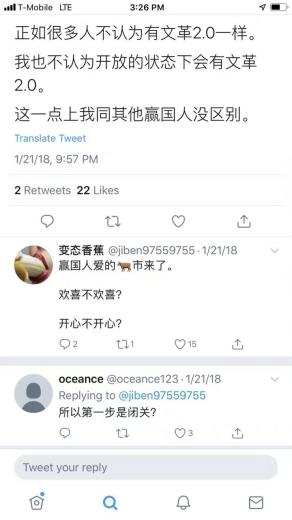 T-Mobile LTE
3:26 PM
正如很多人不认为有文革2.0一样。
我也不认为开放的状态下会有文革
2.0。
这一点上我同其他赢国人没区别。
Translate Tweet
1/21/18, 9:57 PM
2 Retweets 22 Likes
变态香蕉 @jiben97559755 · 1/21/18
赢国人爱的🐂市来了。
欢喜不欢喜?
开心不开心?
2 1 15
oceance @oceance123 · 1/21/18
Replying to @jiben97559755
所以第一步是闭关?
3
Tweet your reply